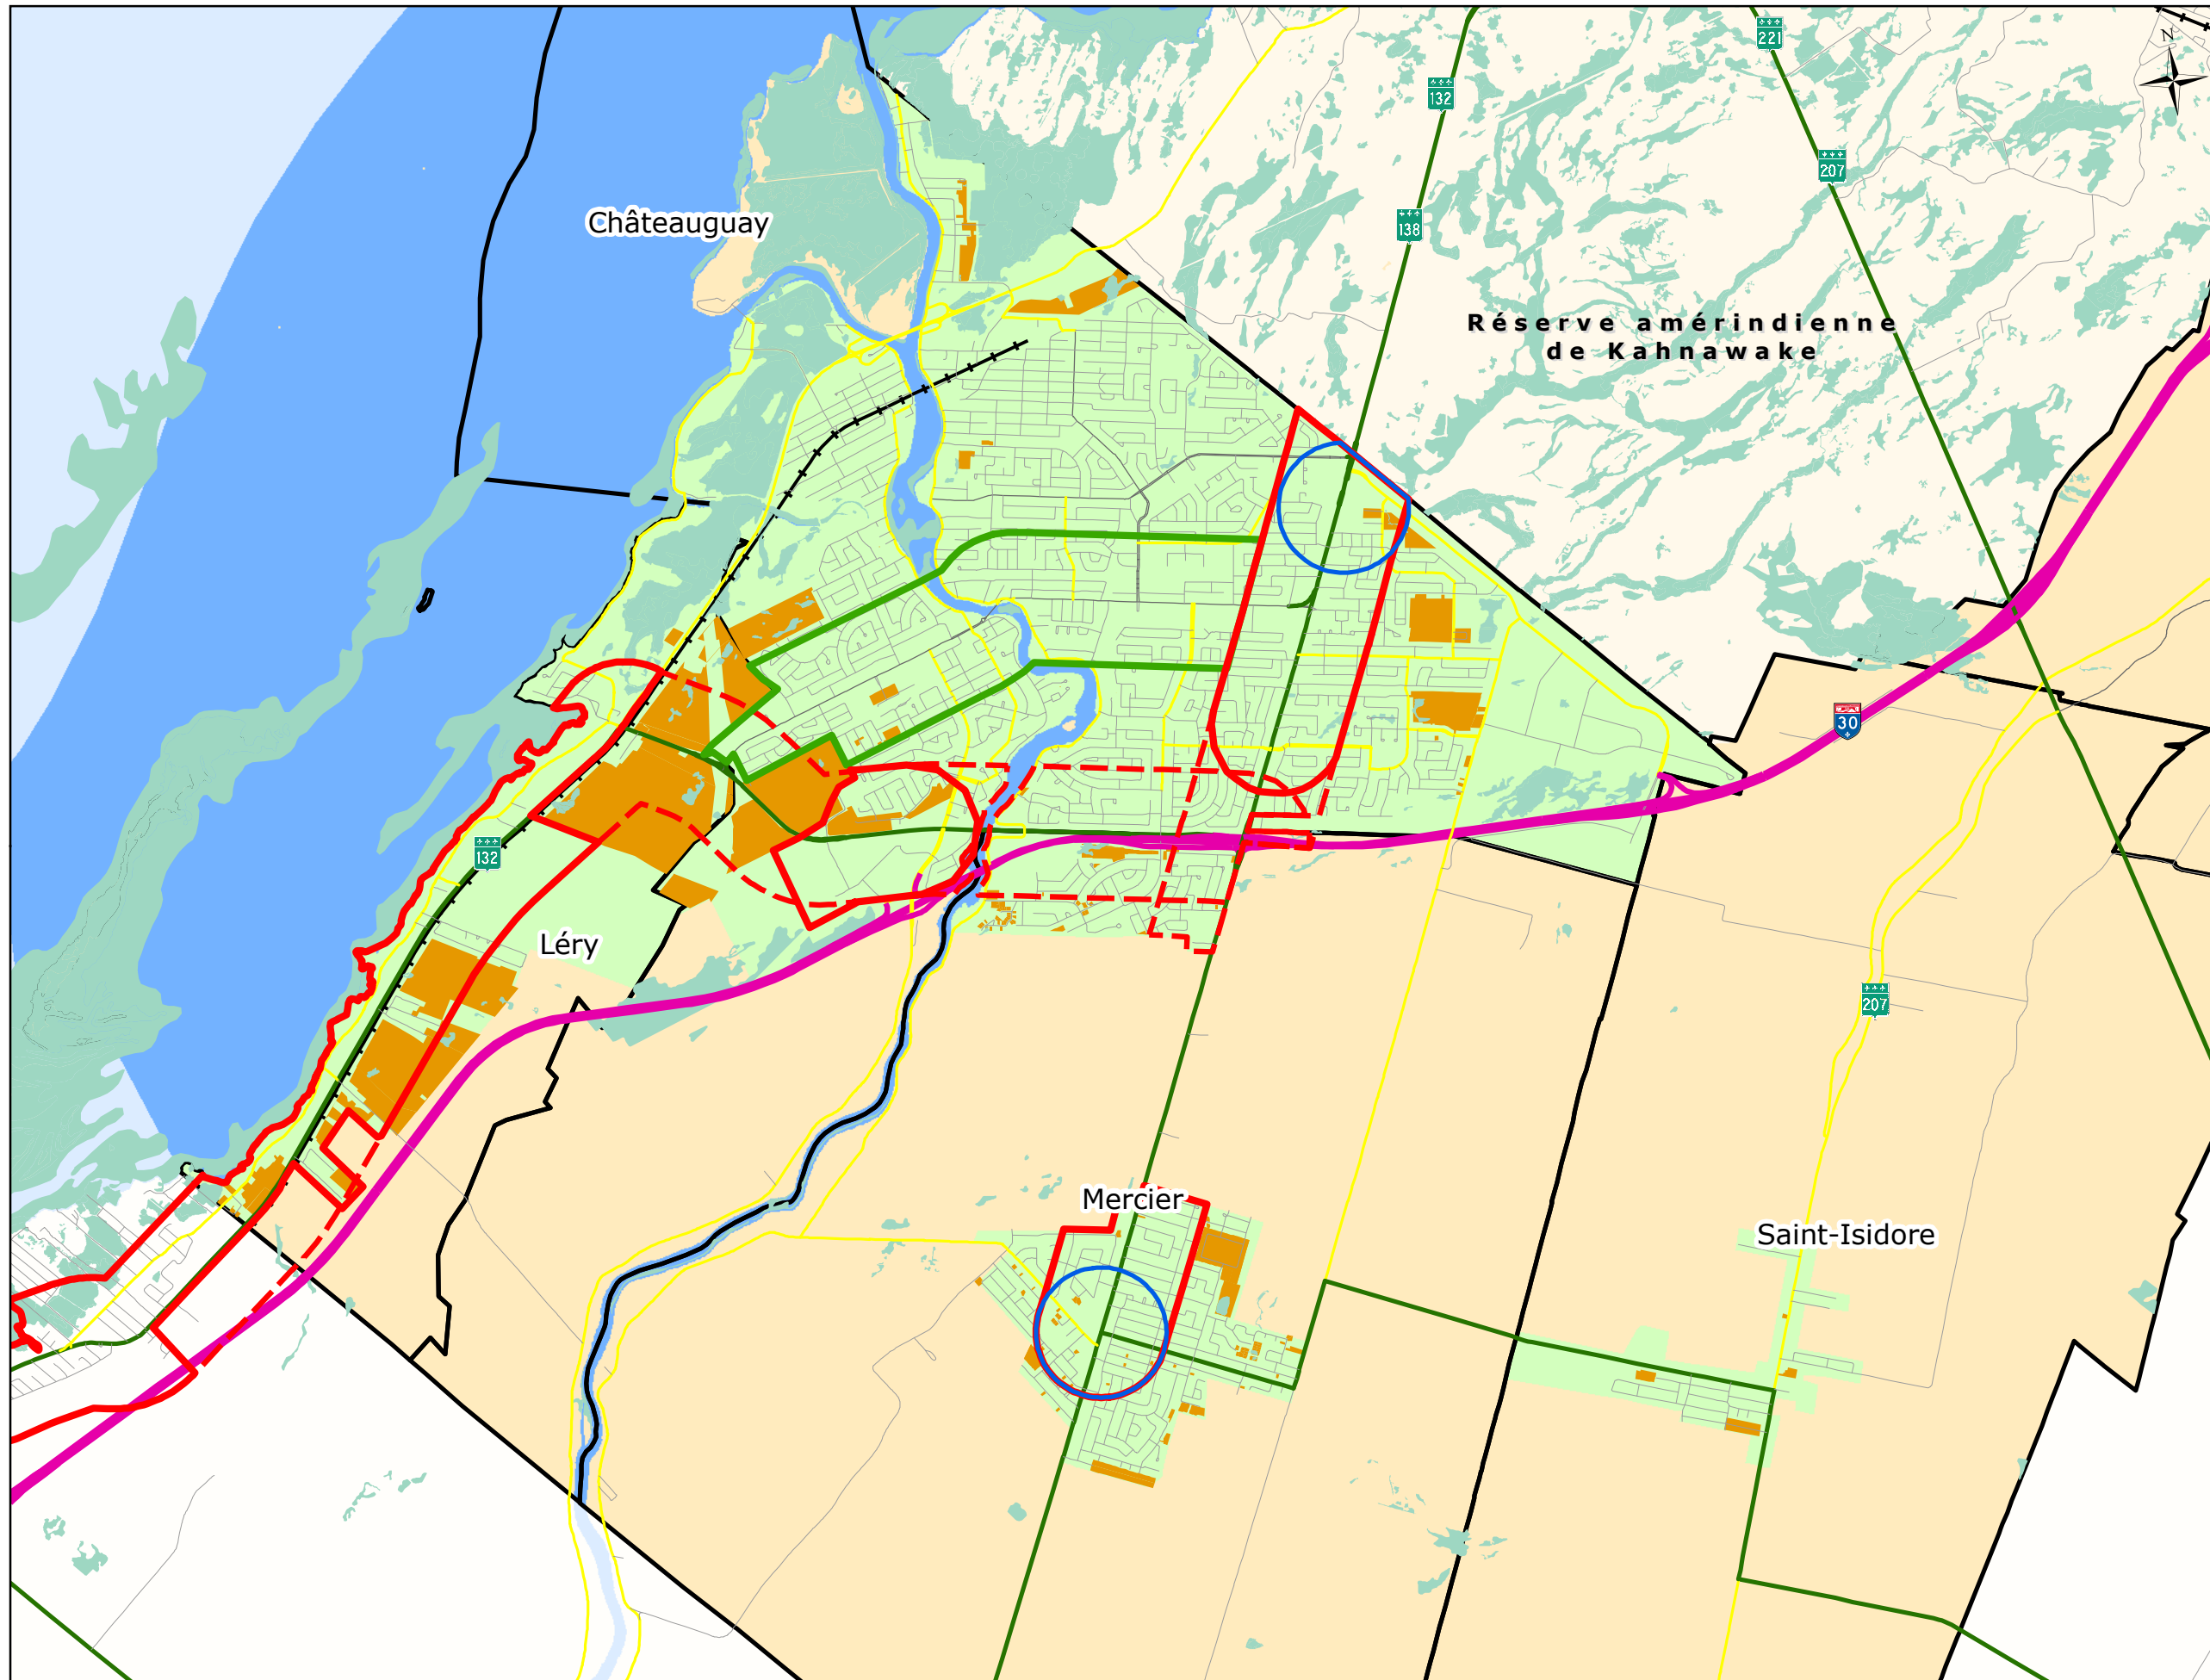 221
N
132
207
Châteauguay
138
Réserve amérindienne
de Kahnawake
30
132
Léry
207
Mercier
Saint-Isidore